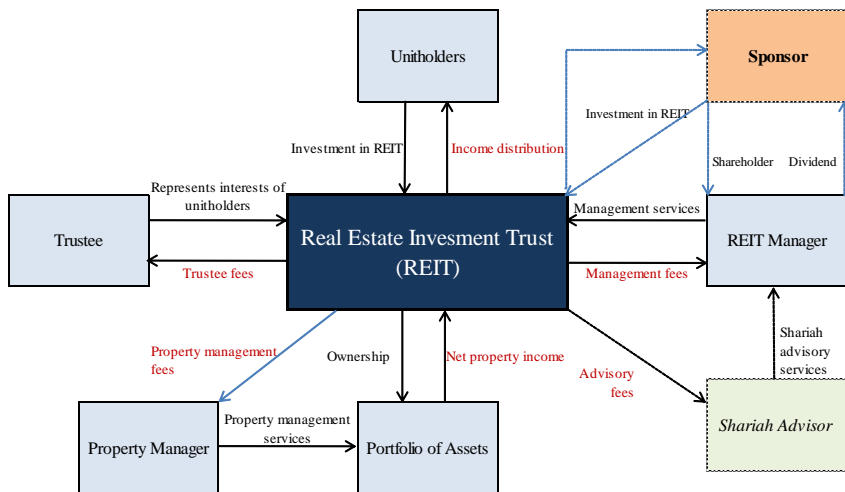 Unitholders
Sponsor
Investment in REIT
Investment in REIT
Income distribution
Shareholder
Dividend
Represents interests of
unitholders
Trustee
Real Estate Invesment Trust
(REIT)
Management services
REIT Manager
Trustee fees
Management fees
Property management
fees
Ownership
Net property income
Advisory
fees
Shariah
advisory
services
Property Manager
Property management
services
Portfolio of Assets
Shariah Advisor